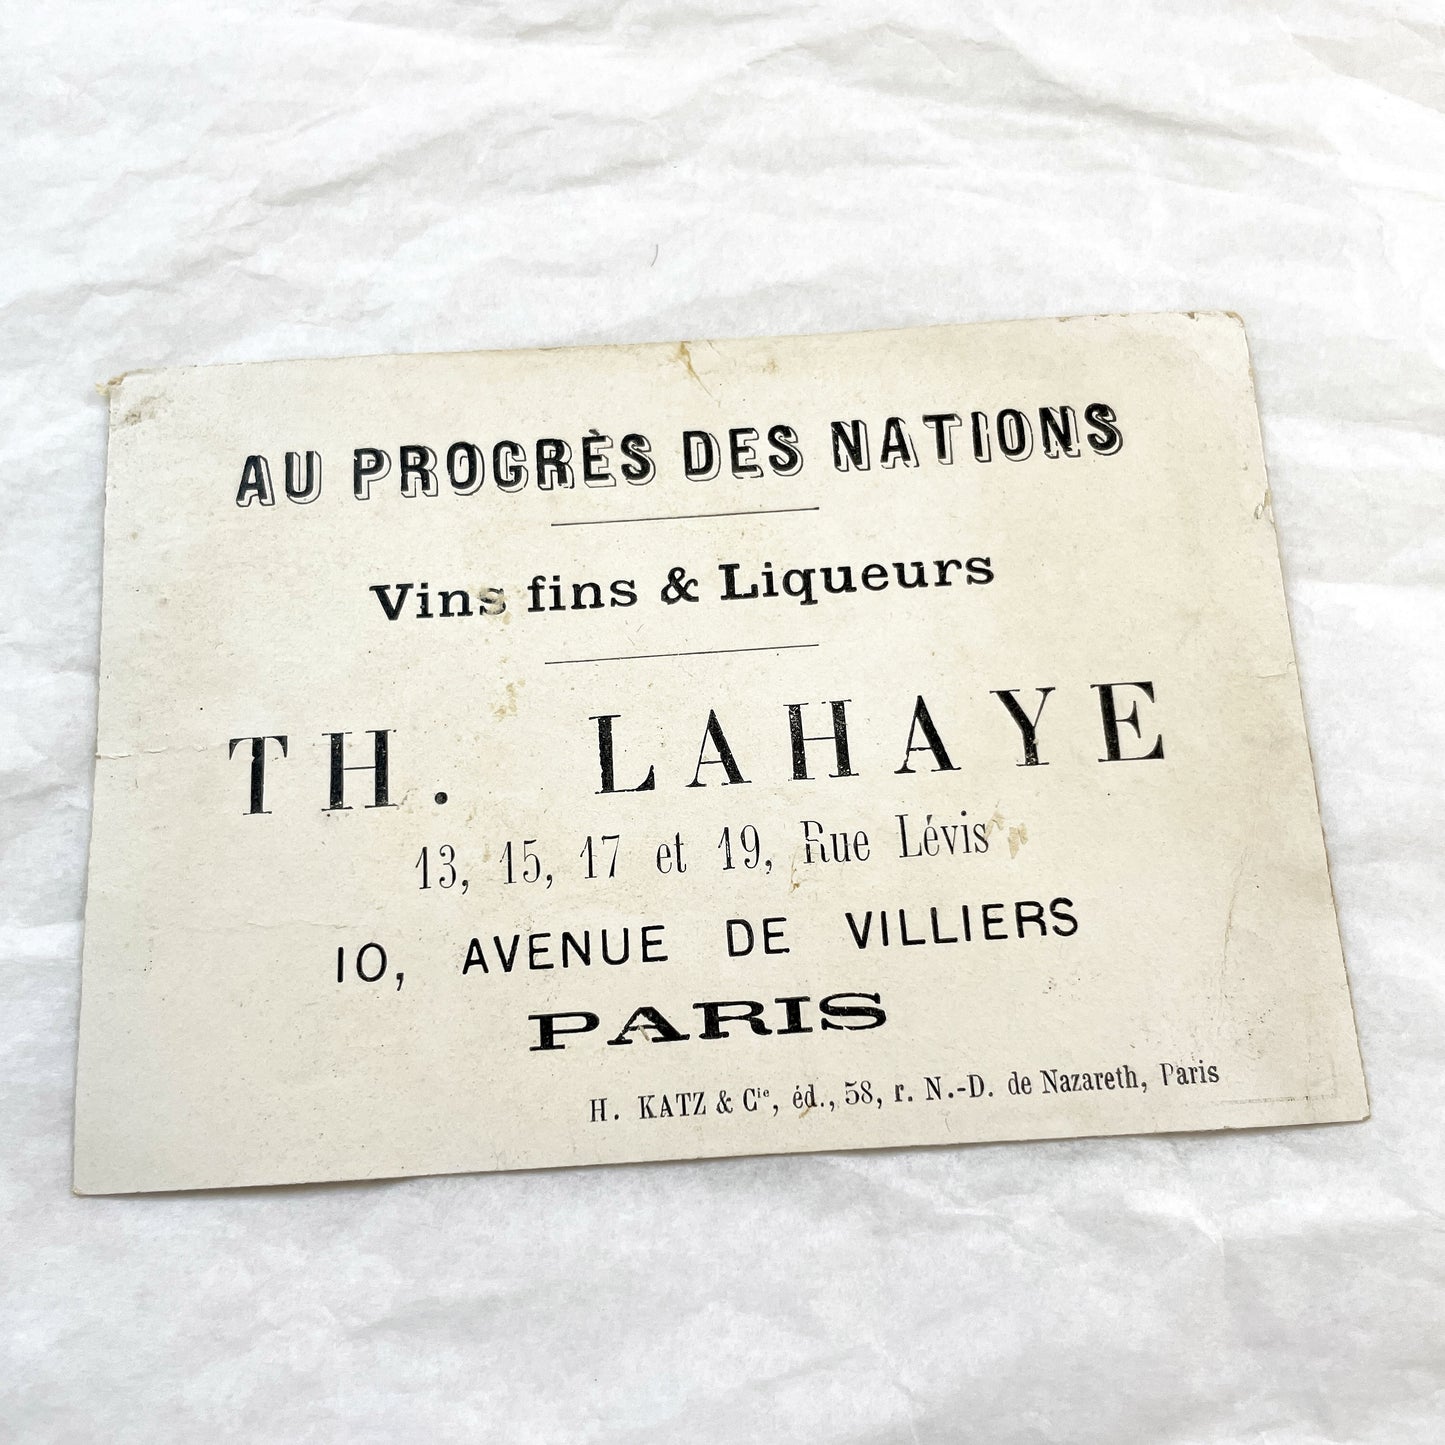 AU PROGRÈS DES NATIONS
Vins fins & Liqueurs
TH. LAHAYE
13, 15, 17 et 19, Rue Lévis
10, AVENUE DE VILLIERS
PARIS
H. KATZ & Cie, éd., 58, r. N.-D. de Nazareth, Paris